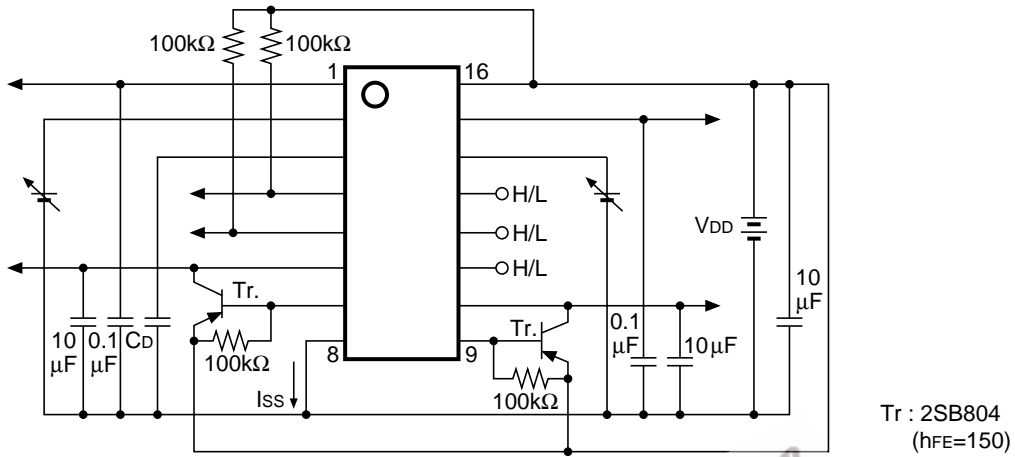 100kΩ
100kΩ
1
16
H/L
H/L
H/L
VDD
10
μF
Tr.
Tr.
0.1
μF
10μF
10
μF
0.1
μF
CD
100kΩ
8
9
ISS
100kΩ
Tr : 2SB804
(hFE=150)